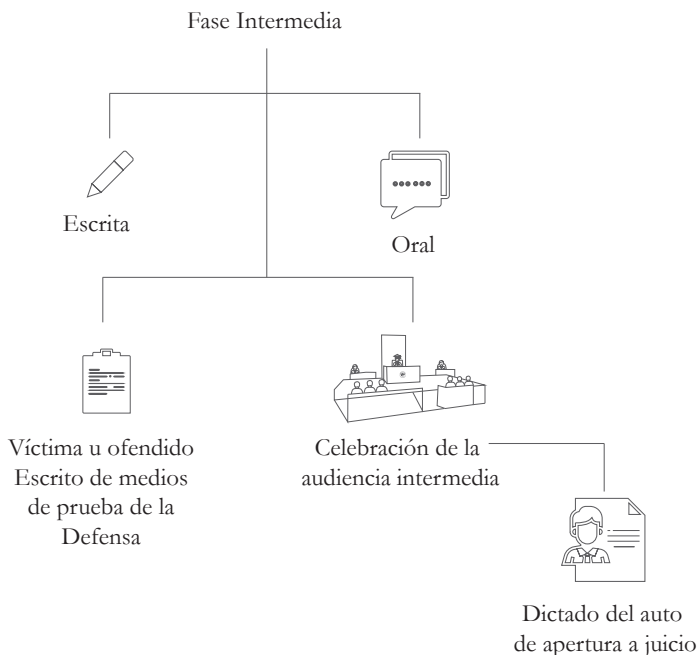 Fase Intermedia
Escrita
Oral
Víctima u ofendido
Escrito de medios
de prueba de la
Defensa
Celebración de la
audiencia intermedia
Dictado del auto
de apertura a juicio